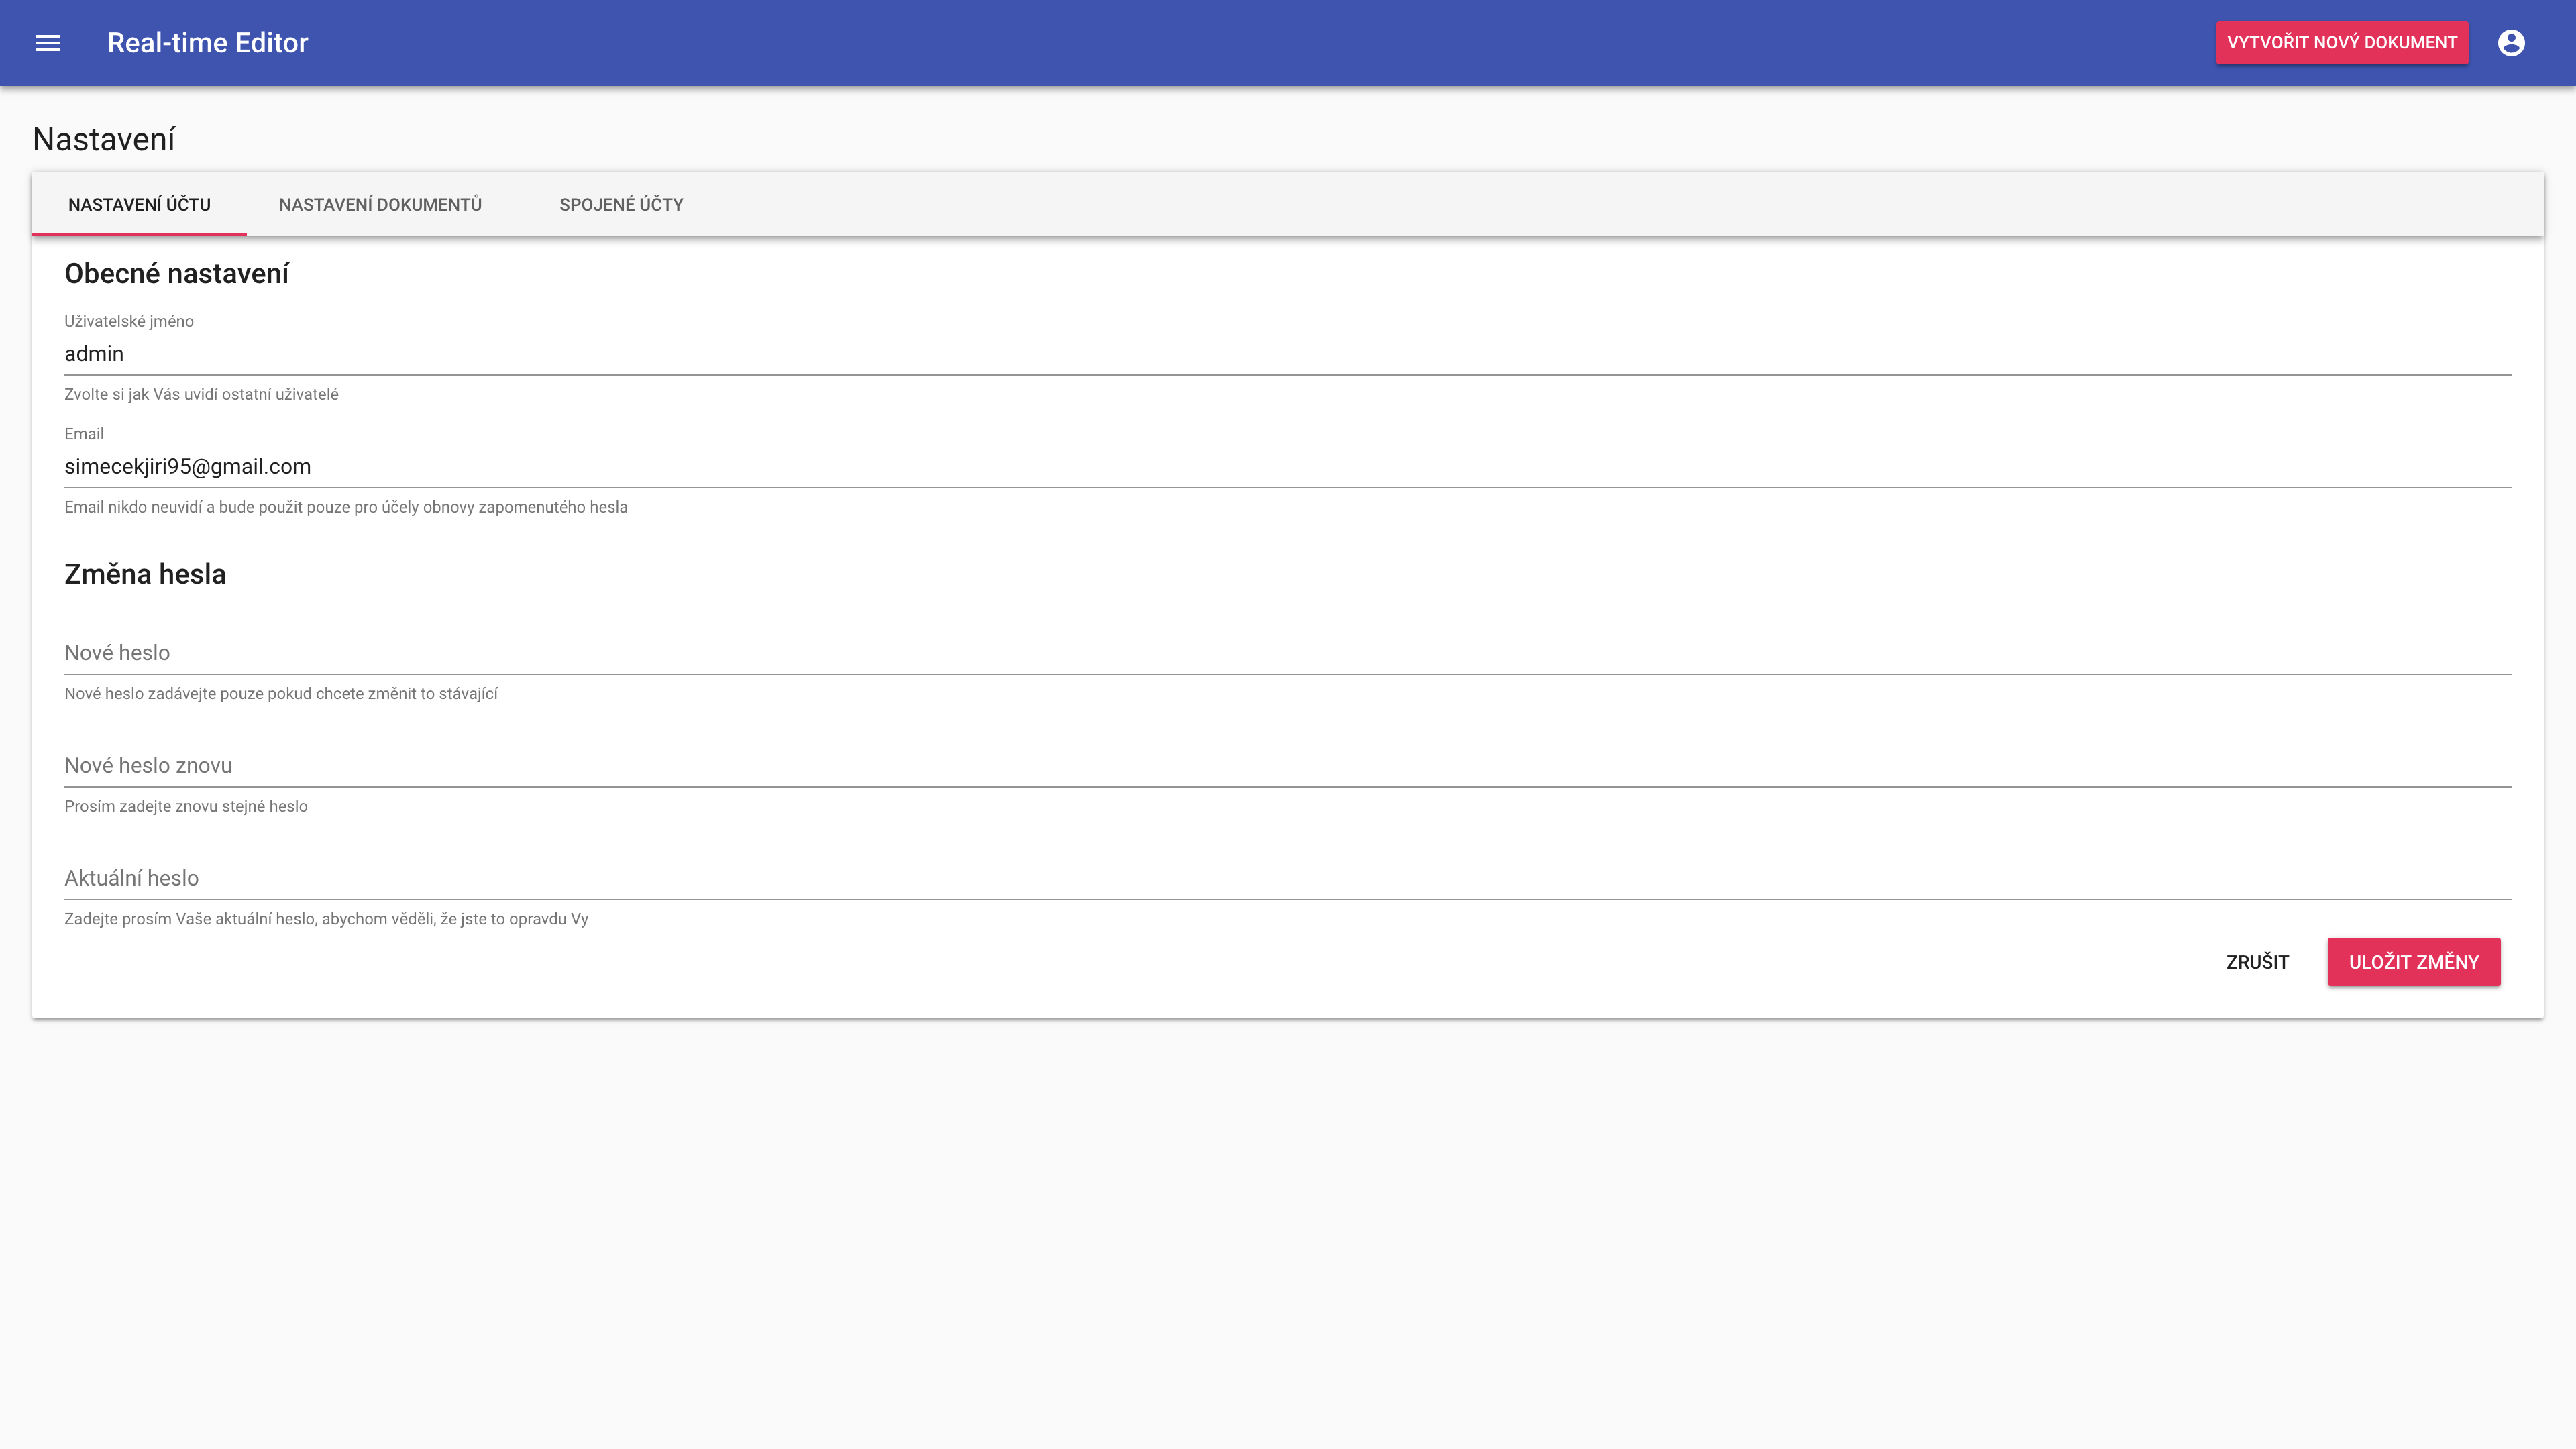 Real-time Editor
VYTVOŘIT NOVÝ DOKUMENT
Nastavení
NASTAVENÍ ÚČTU
NASTAVENÍ DOKUMENTŮ
SPOJENÉ ÚČTY
Obecné nastavení
Uživatelské jméno
admin
Zvolte si jak Vás uvidí ostatní uživatelé
Email
simecekjiri95@gmail.com
Email nikdo neuvidí a bude použit pouze pro účely obnovy zapomenutého hesla
Změna hesla
Nové heslo
Nové heslo zadávejte pouze pokud chcete změnit to stávající
Nové heslo znovu
Prosím zadejte znovu stejné heslo
Aktuální heslo
Zadejte prosím Vaše aktuální heslo, abychom věděli, že jste to opravdu Vy
ZRUŠIT
ULOŽIT ZMĚNY